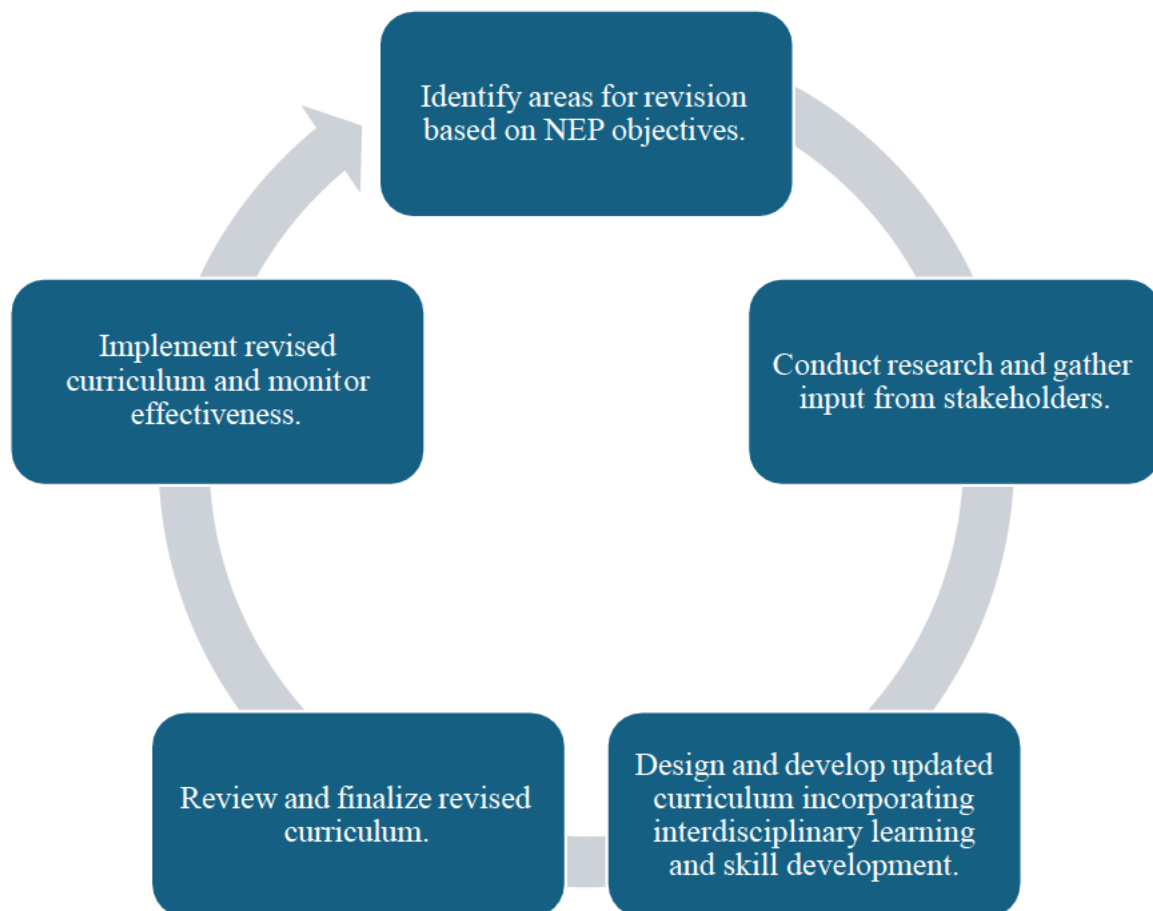 Identify areas for revision
based on NEP objectives.
Conduct research and gather
input from stakeholders.
Design and develop updated
curriculum incorporating
interdisciplinary learning
and skill development.
Review and finalize revised
curriculum.
Implement revised
curriculum and monitor
effectiveness.